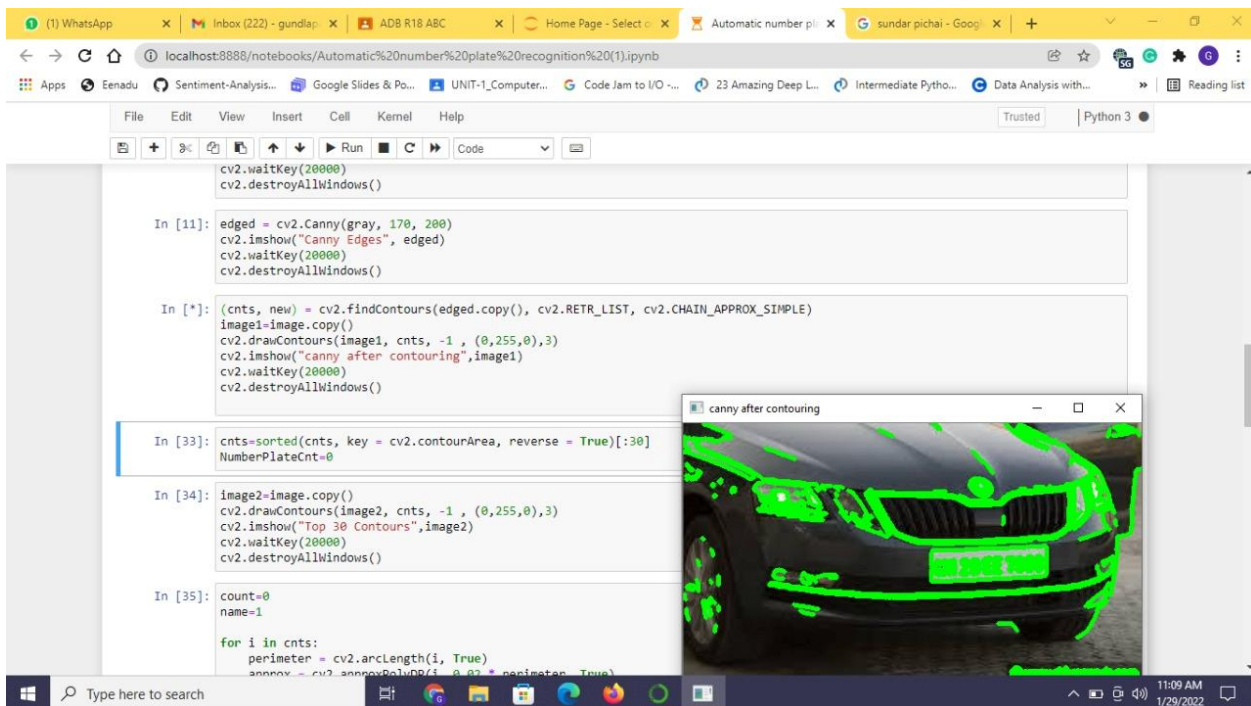 (1) WhatsApp
Inbox (222) - gundlap
ADB R18 ABC
Home Page - Select o
Automatic number pl
sundar pichai - Googl
localhost:8888/notebooks/Automatic%20number%20plate%20recognition%20(1).ipynb
Apps
Eenadu
Sentiment-Analysis...
Google Slides & Po...
UNIT-1_Computer...
Code Jam to I/O -...
23 Amazing Deep L...
Intermediate Pytho...
Data Analysis with...
»
Reading list
File Edit View Insert Cell Kernel Help
Trusted
Python 3
Run
Code
cv2.waitKey(20000)
cv2.destroyAllWindows()
In [11]: edged = cv2.Canny(gray, 170, 200)
cv2.imshow("Canny Edges", edged)
cv2.waitKey(20000)
cv2.destroyAllWindows()
In [*]: (cnts, new) = cv2.findContours(edged.copy(), cv2.RETR_LIST, cv2.CHAIN_APPROX_SIMPLE)
image1=image.copy()
cv2.drawContours(image1, cnts, -1 , (0,255,0),3)
cv2.imshow("canny after contouring",image1)
cv2.waitKey(20000)
cv2.destroyAllWindows()
canny after contouring
In [33]: cnts=sorted(cnts, key = cv2.contourArea, reverse = True)[:30]
NumberPlateCnt=0
In [34]: image2=image.copy()
cv2.drawContours(image2, cnts, -1 , (0,255,0),3)
cv2.imshow("Top 30 Contours",image2)
cv2.waitKey(20000)
cv2.destroyAllWindows()
In [35]: count=0
name=1
for i in cnts:
perimeter = cv2.arcLength(i, True)
approx = cv2.approxPolyDP(i, 0.02 * perimeter, True)
Type here to search
11:09 AM
1/29/2022